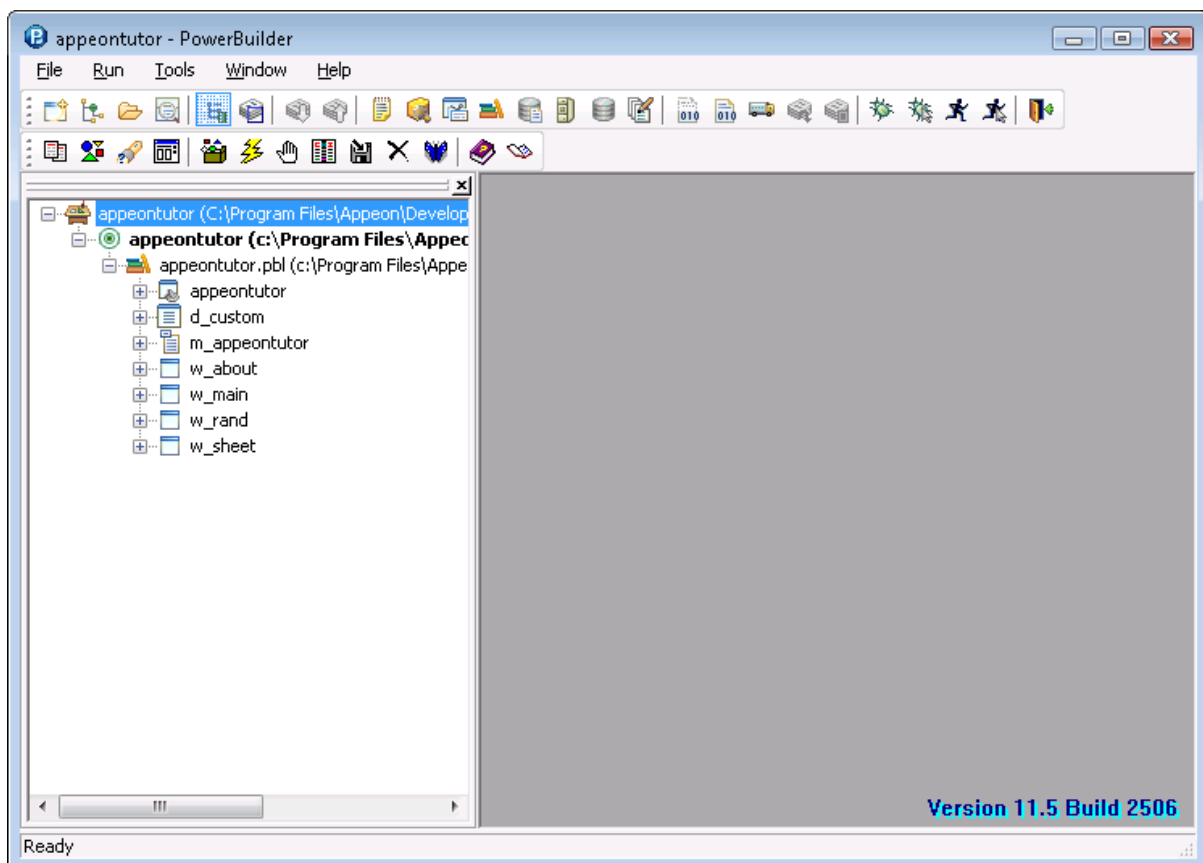 appeontutor - PowerBuilder
File Run Tools Window Help
appeontutor (C:\Program Files\Appeon\Develop
appeontutor (c:\Program Files\Appec
appeontutor.pbl (c:\Program Files\Appe
appeontutor
d_custom
m_appeontutor
w_about
w_main
w_rand
w_sheet
Version 11.5 Build 2506
Ready